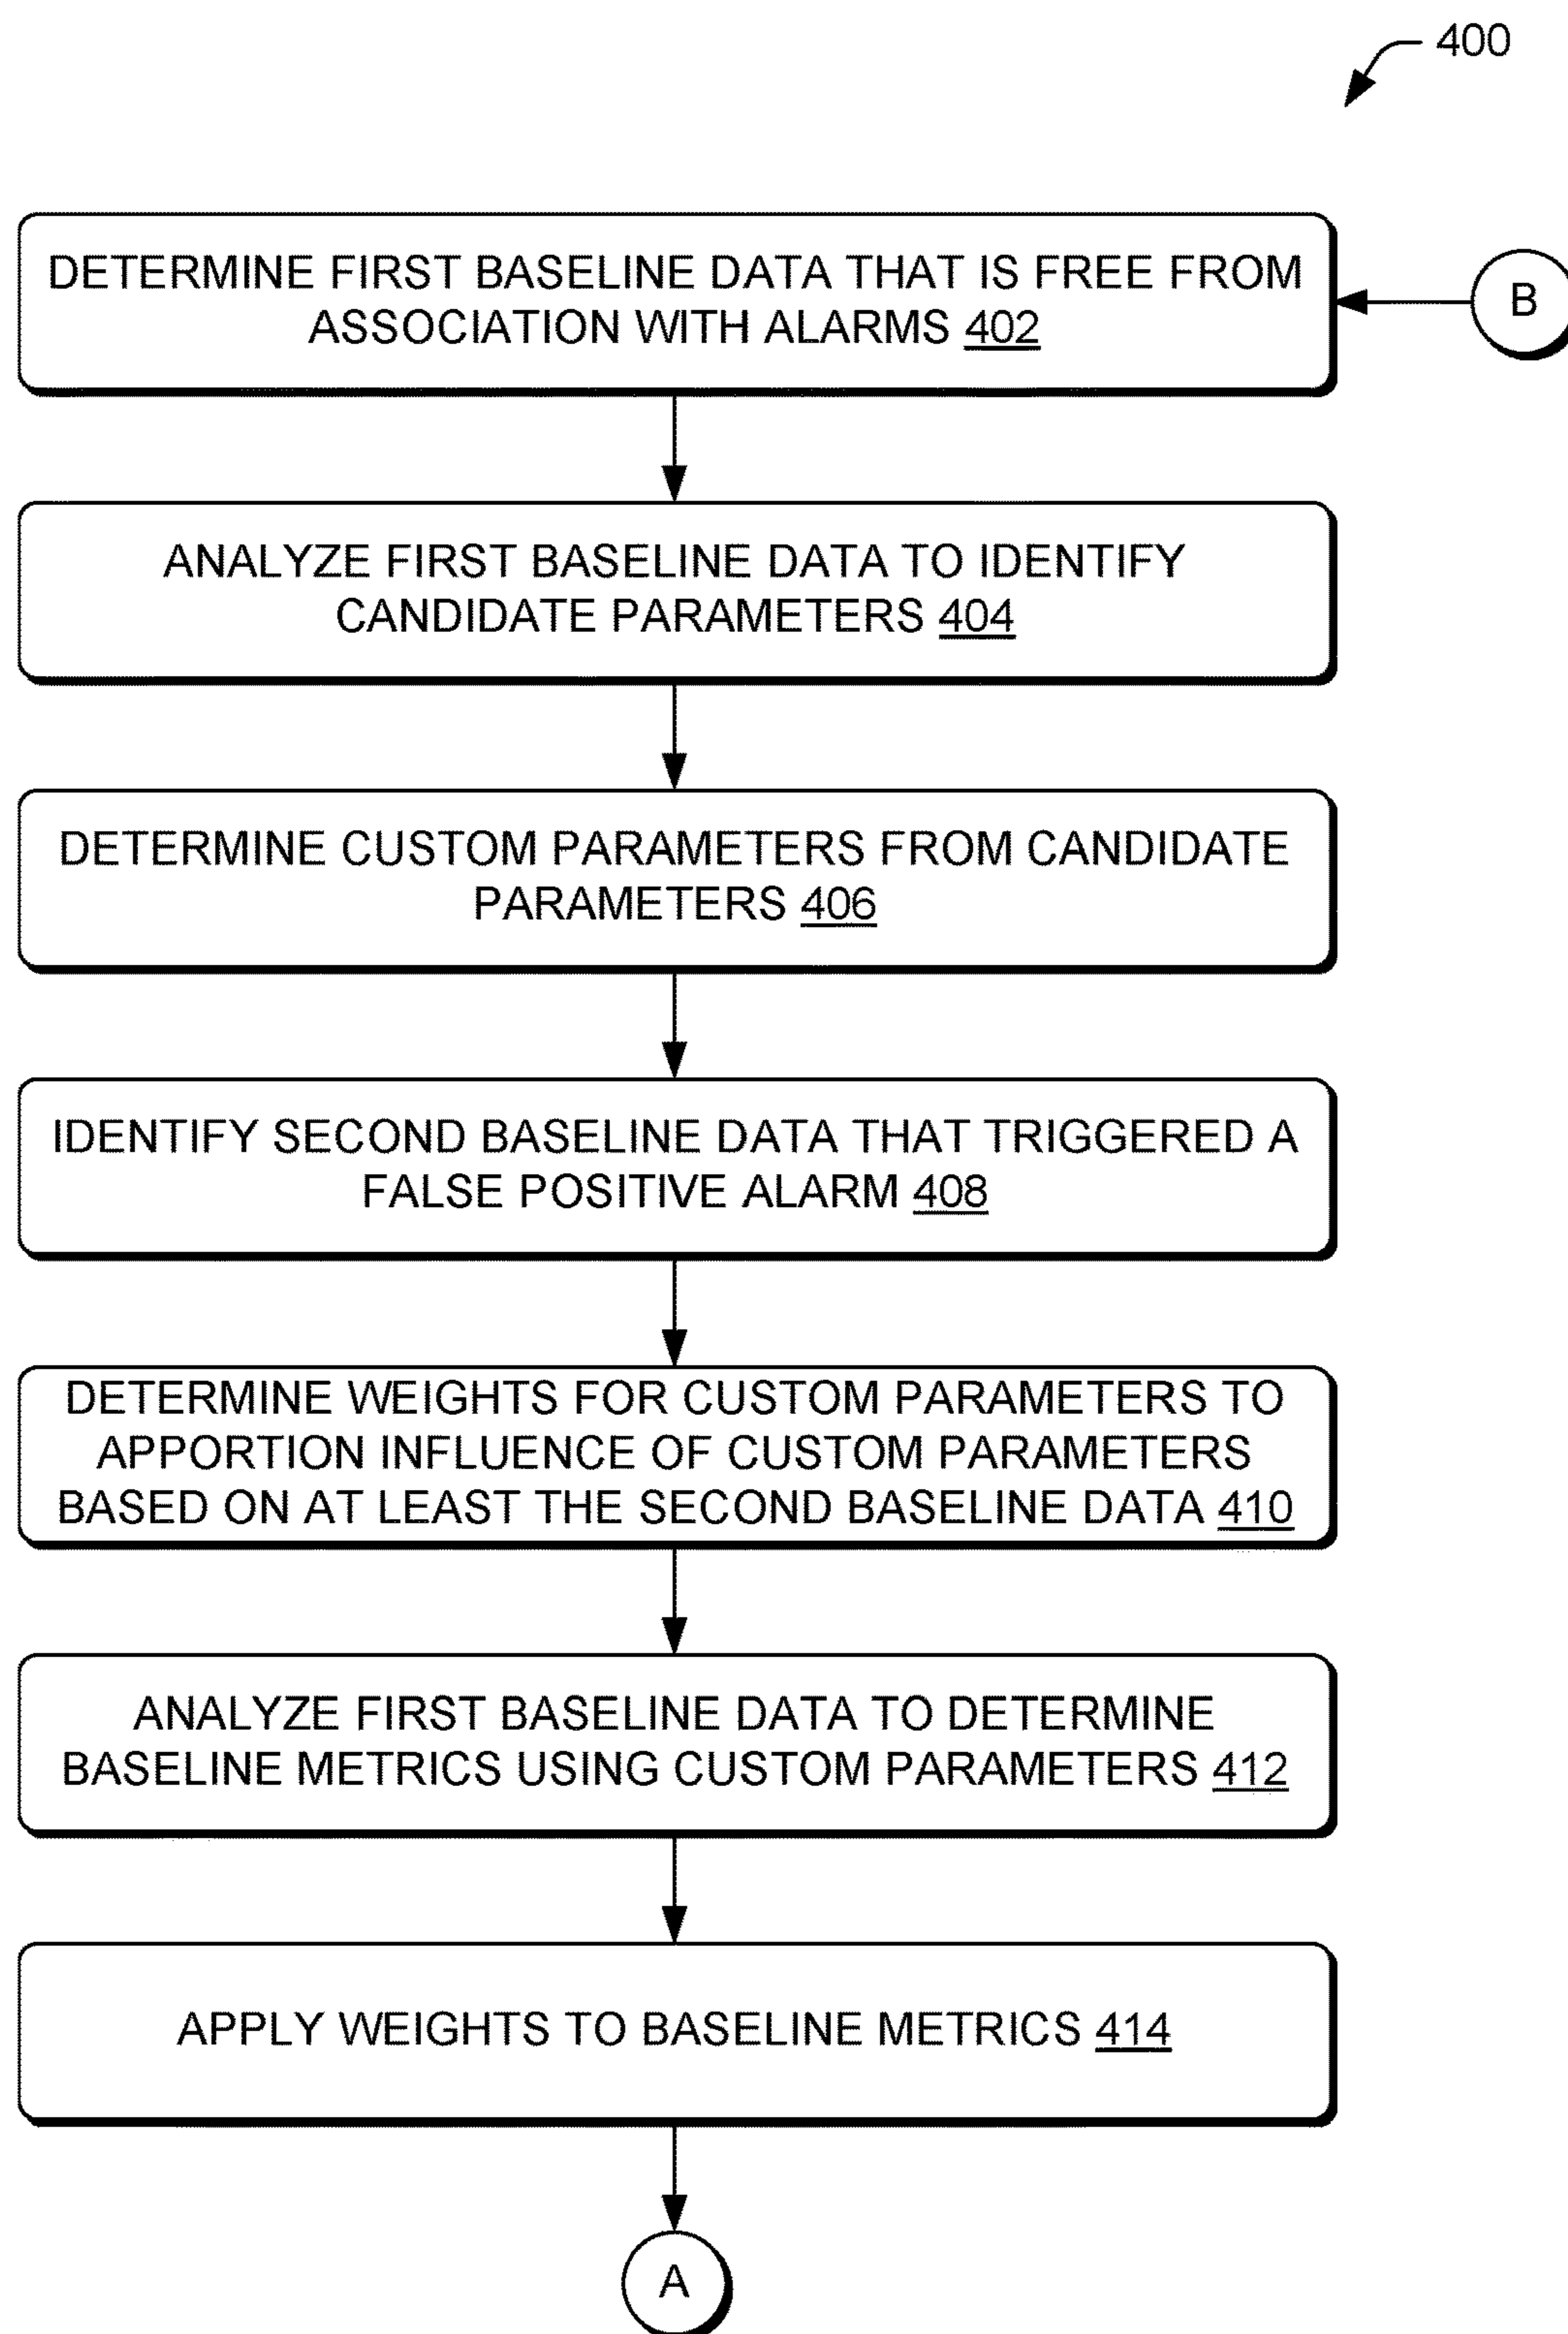 400
DETERMINE FIRST BASELINE DATA THAT IS FREE FROM
ASSOCIATION WITH ALARMS 402
B
ANALYZE FIRST BASELINE DATA TO IDENTIFY
CANDIDATE PARAMETERS 404
DETERMINE CUSTOM PARAMETERS FROM CANDIDATE
PARAMETERS 406
IDENTIFY SECOND BASELINE DATA THAT TRIGGERED A
FALSE POSITIVE ALARM 408
DETERMINE WEIGHTS FOR CUSTOM PARAMETERS TO
APPORTION INFLUENCE OF CUSTOM PARAMETERS
BASED ON AT LEAST THE SECOND BASELINE DATA 410
ANALYZE FIRST BASELINE DATA TO DETERMINE
BASELINE METRICS USING CUSTOM PARAMETERS 412
APPLY WEIGHTS TO BASELINE METRICS 414
A